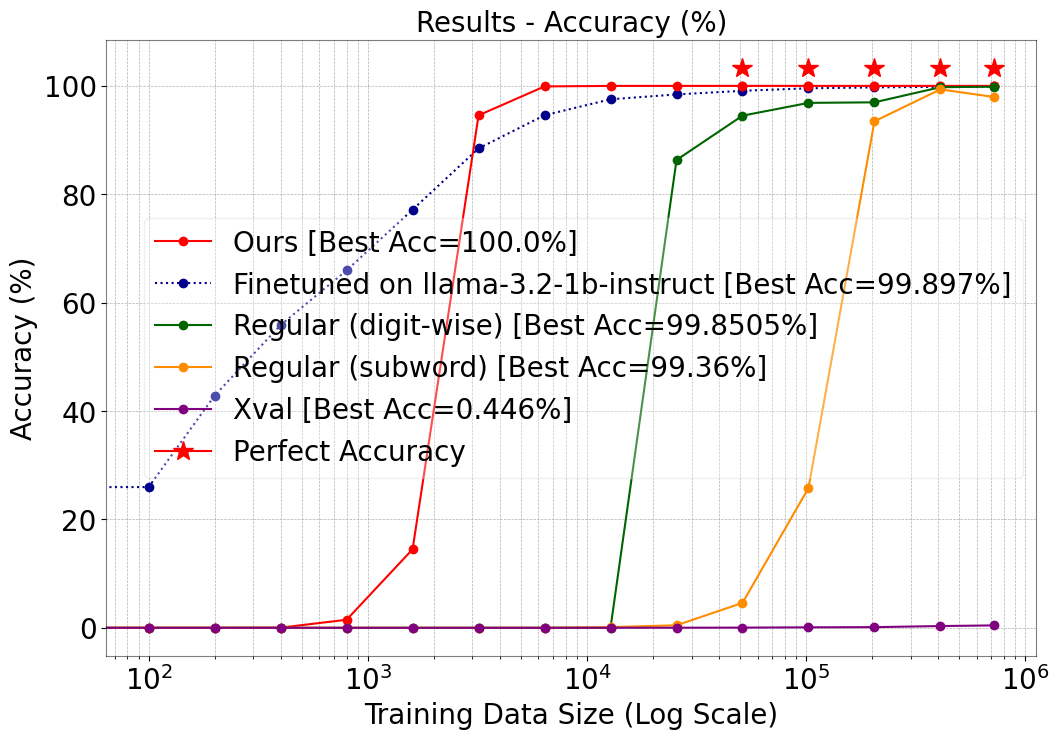 Results - Accuracy (%)
Accuracy (%)
100
80
60
40
20
0
Ours [Best Acc=100.0%]
Finetuned on llama-3.2-1b-instruct [Best Acc=99.897%]
Regular (digit-wise) [Best Acc=99.8505%]
Regular (subword) [Best Acc=99.36%]
Xval [Best Acc=0.446%]
Perfect Accuracy
10² 10³ 10⁴ 10⁵ 10⁶
Training Data Size (Log Scale)